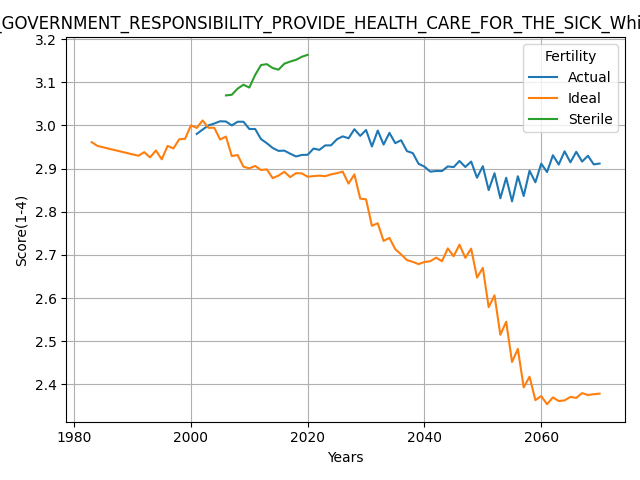 _GOVERNMENT_RESPONSIBILITY_PROVIDE_HEALTH_CARE_FOR_THE_SICK_Whi
3.2
3.1
3.0
2.9
2.8
2.7
2.6
2.5
2.4
Score(1-4)
Fertility
Actual
Ideal
Sterile
1980
2000
2020
2040
2060
Years